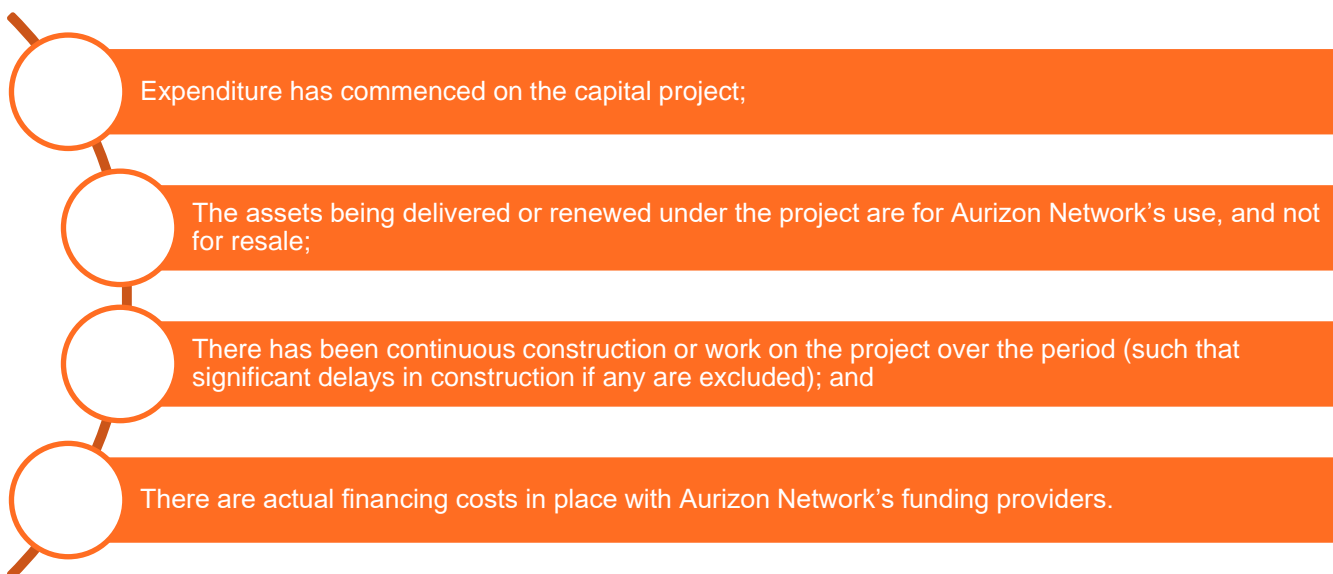 Expenditure has commenced on the capital project;
The assets being delivered or renewed under the project are for Aurizon Network’s use, and not
for resale;
There has been continuous construction or work on the project over the period (such that
significant delays in construction if any are excluded); and
There are actual financing costs in place with Aurizon Network’s funding providers.